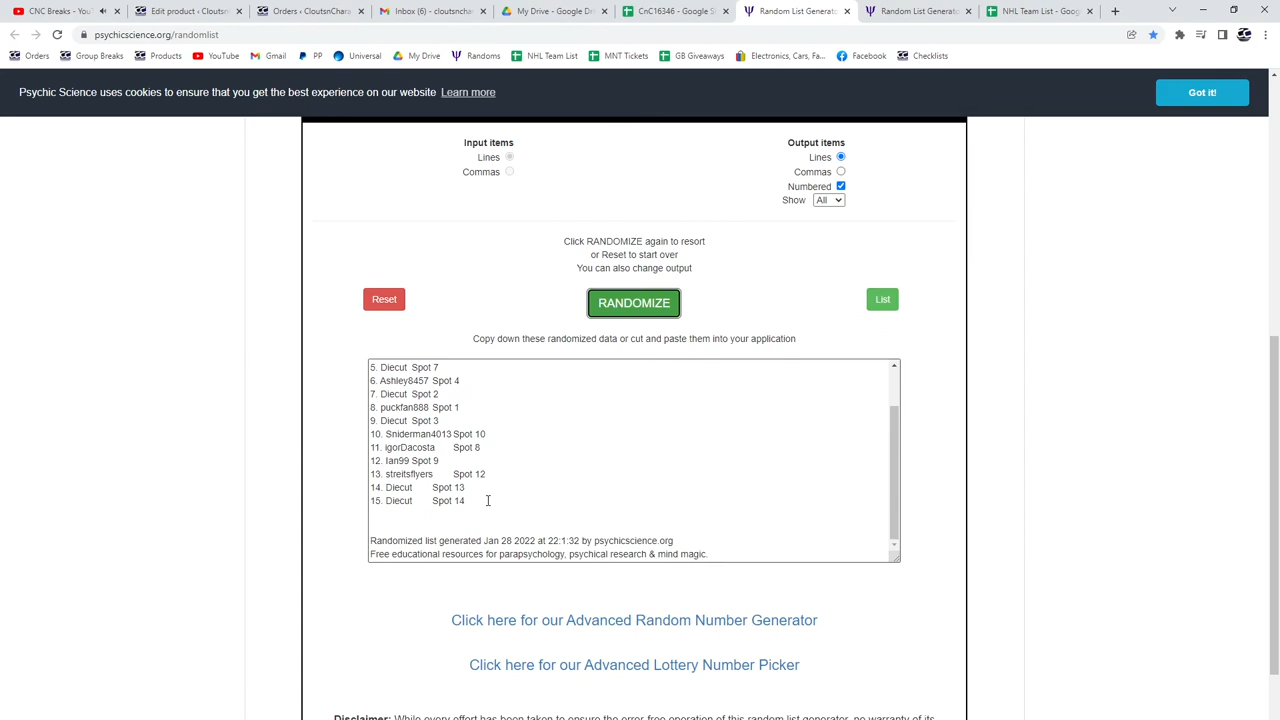 CNC Breaks - You
Edit product ‹ Cloutsn
Orders ‹ CloutsnChara
Inbox (6) - cloutsnchar
My Drive - Google Dri
CnC16346 - Google S
Random List Generato
Random List Generato
NHL Team List - Goog
psychicscience.org/randomlist
Orders
Group Breaks
Products
YouTube
Gmail
PP
Universal
My Drive
Randoms
NHL Team List
MNT Tickets
GB Giveaways
Electronics, Cars, Fa...
Facebook
Checklists
Psychic Science uses cookies to ensure that you get the best experience on our website Learn more
Got it!
Input items
Lines
Commas
Output items
Lines
Commas
Numbered
Show All
Click RANDOMIZE again to resort
or Reset to start over
You can also change output
Reset
RANDOMIZE
List
Copy down these randomized data or cut and paste them into your application
5. Diecut Spot 7
6. Ashley8457 Spot 4
7. Diecut Spot 2
8. puckfan888 Spot 1
9. Diecut Spot 3
10. Sniderman4013 Spot 10
11. igorDacosta Spot 8
12. Ian99 Spot 9
13. streitsflyers Spot 12
14. Diecut Spot 13
15. Diecut Spot 14
Randomized list generated Jan 28 2022 at 22:1:32 by psychicscience.org
Free educational resources for parapsychology, psychical research & mind magic.
Click here for our Advanced Random Number Generator
Click here for our Advanced Lottery Number Picker
Disclaimer: While every effort has been taken to ensure the error-free operation of this random list generator, no warranty of its